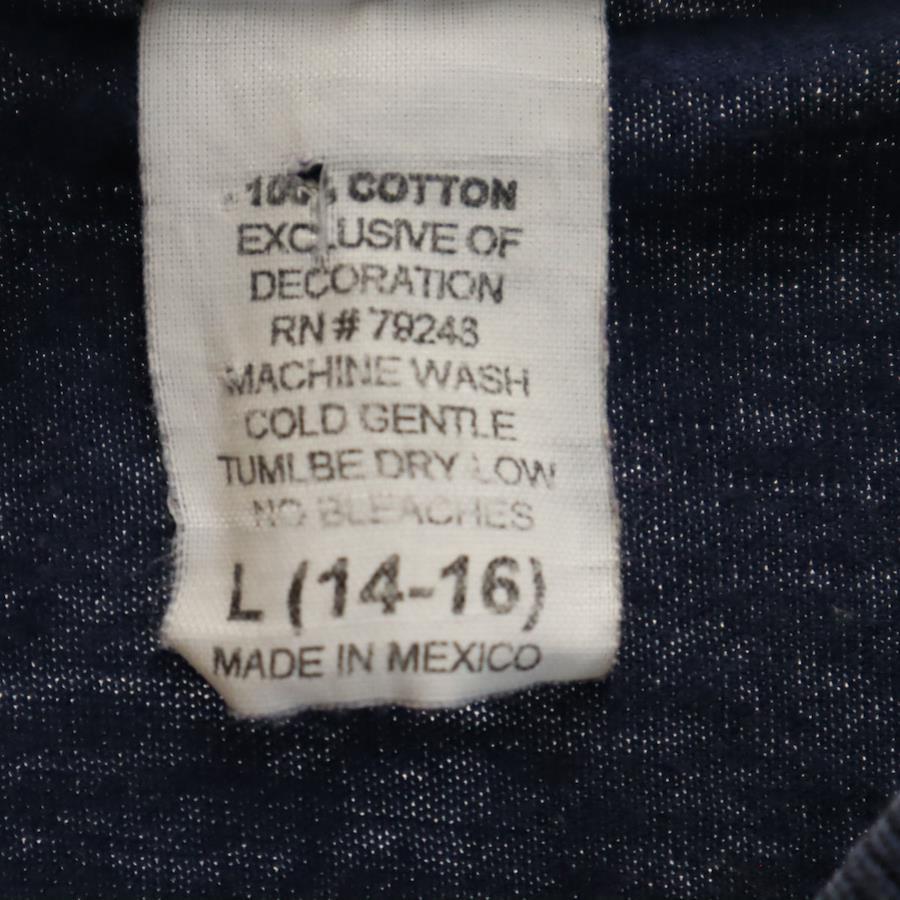 100% COTTON
EXCLUSIVE OF
DECORATION
RN # 79248
MACHINE WASH
COLD GENTLE
TUMLBE DRY LOW
NO BLEACHES
L (14-16)
MADE IN MEXICO